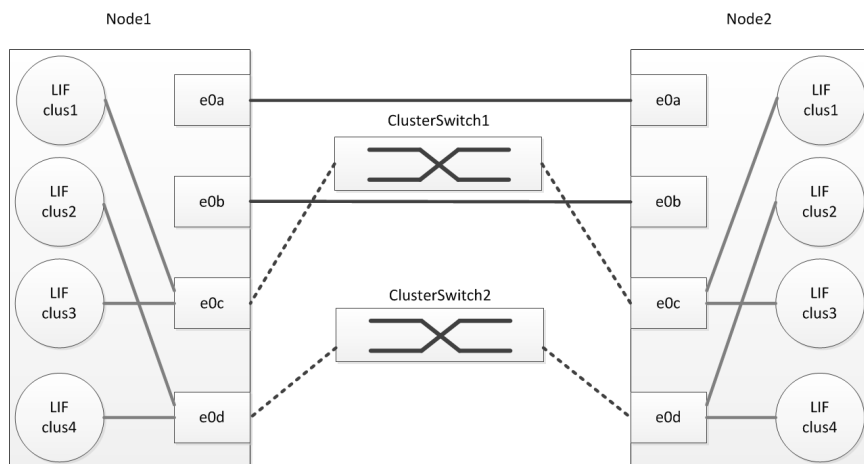 Node1
Node2
LIF
clus1
e0a
e0a
LIF
clus1
ClusterSwitch1
LIF
clus2
e0b
e0b
LIF
clus2
LIF
clus3
e0c
ClusterSwitch2
e0c
LIF
clus3
LIF
clus4
e0d
e0d
LIF
clus4